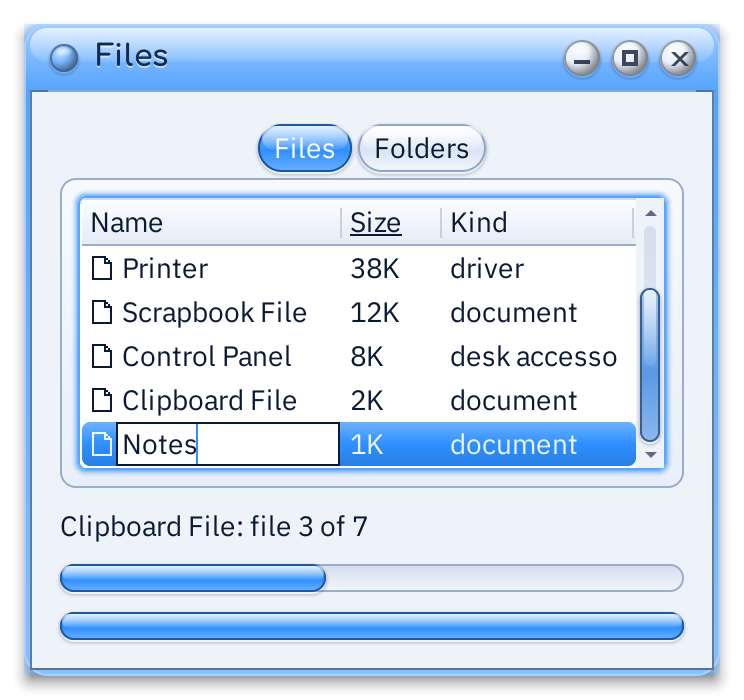 Files
Files Folders
Name Size Kind
Printer 38K driver
Scrapbook File 12K document
Control Panel 8K desk accesso
Clipboard File 2K document
Notes 1K document
Clipboard File: file 3 of 7